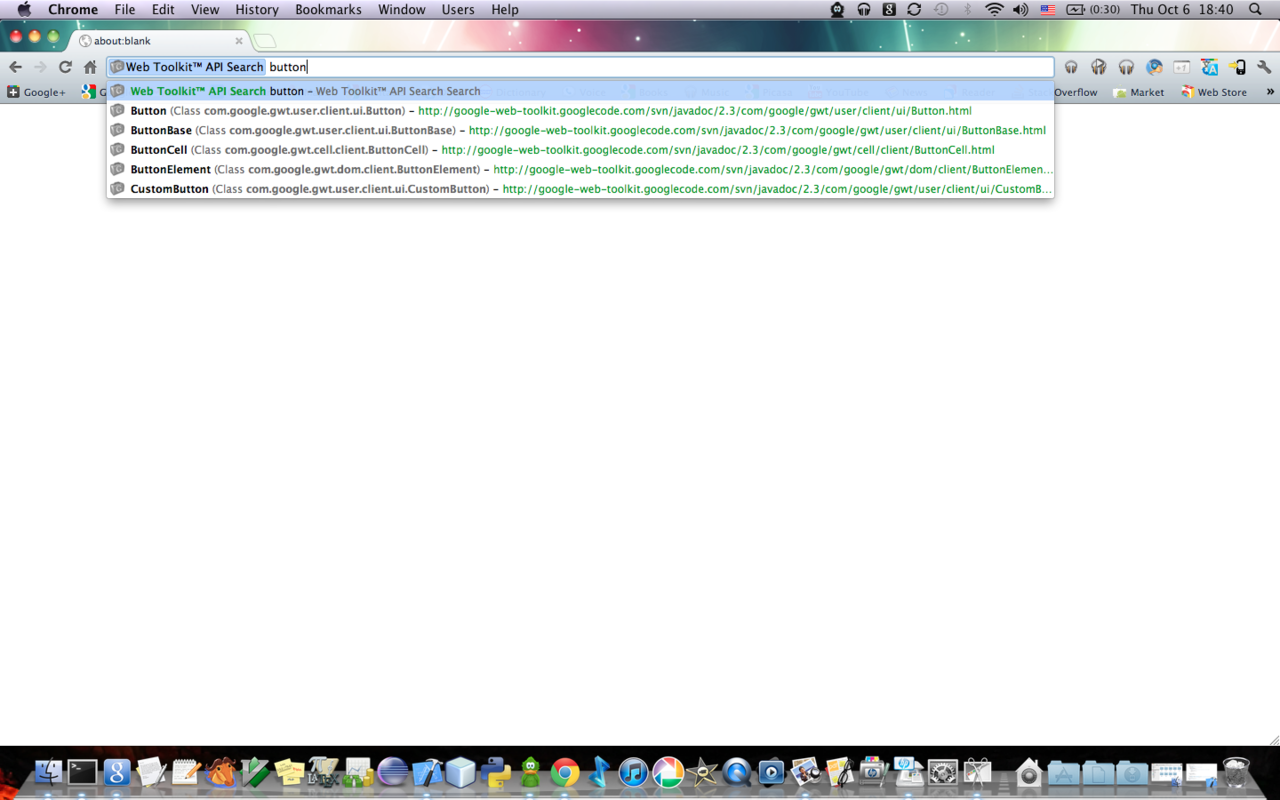 Chrome File Edit View History Bookmarks Window Users Help (0:30) Thu Oct 6 18:40
about:blank
Web Toolkit™ API Search button
Web Toolkit™ API Search button – Web Toolkit™ API Search Search
Google+ G Overflow Market Web Store »
Button (Class com.google.gwt.user.client.ui.Button) – http://google-web-toolkit.googlecode.com/svn/javadoc/2.3/com/google/gwt/user/client/ui/Button.html
ButtonBase (Class com.google.gwt.user.client.ui.ButtonBase) – http://google-web-toolkit.googlecode.com/svn/javadoc/2.3/com/google/gwt/user/client/ui/ButtonBase.html
ButtonCell (Class com.google.gwt.cell.client.ButtonCell) – http://google-web-toolkit.googlecode.com/svn/javadoc/2.3/com/google/gwt/cell/client/ButtonCell.html
ButtonElement (Class com.google.gwt.dom.client.ButtonElement) – http://google-web-toolkit.googlecode.com/svn/javadoc/2.3/com/google/gwt/dom/client/ButtonElemen...
CustomButton (Class com.google.gwt.user.client.ui.CustomButton) – http://google-web-toolkit.googlecode.com/svn/javadoc/2.3/com/google/gwt/user/client/ui/CustomB...